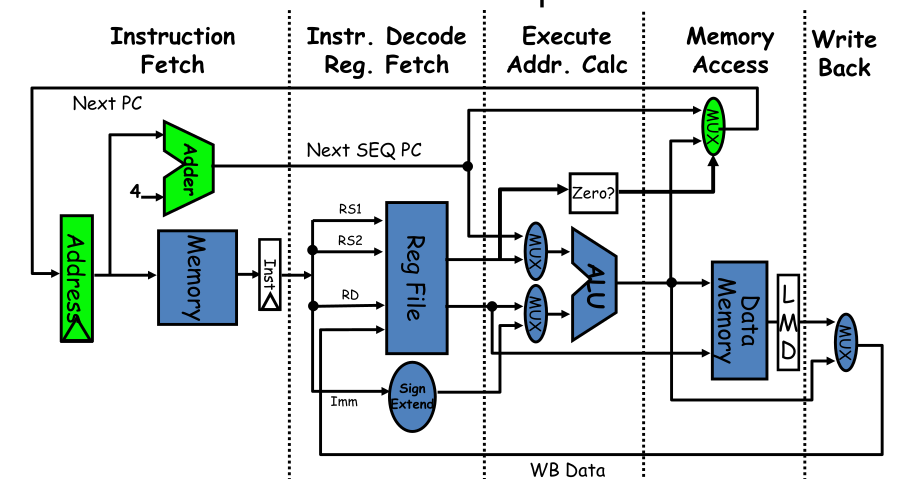 Instruction
Fetch
Instr. Decode
Reg. Fetch
Execute
Addr. Calc
Memory
Access
Write
Back
Next PC
Adder
4
Next SEQ PC
MUX
Zero?
RS1
RS2
RD
Reg File
Address
Memory
Inst
MUX
MUX
ALU
Data
Memory
L
M
D
MUX
Sign
Extend
Imm
WB Data